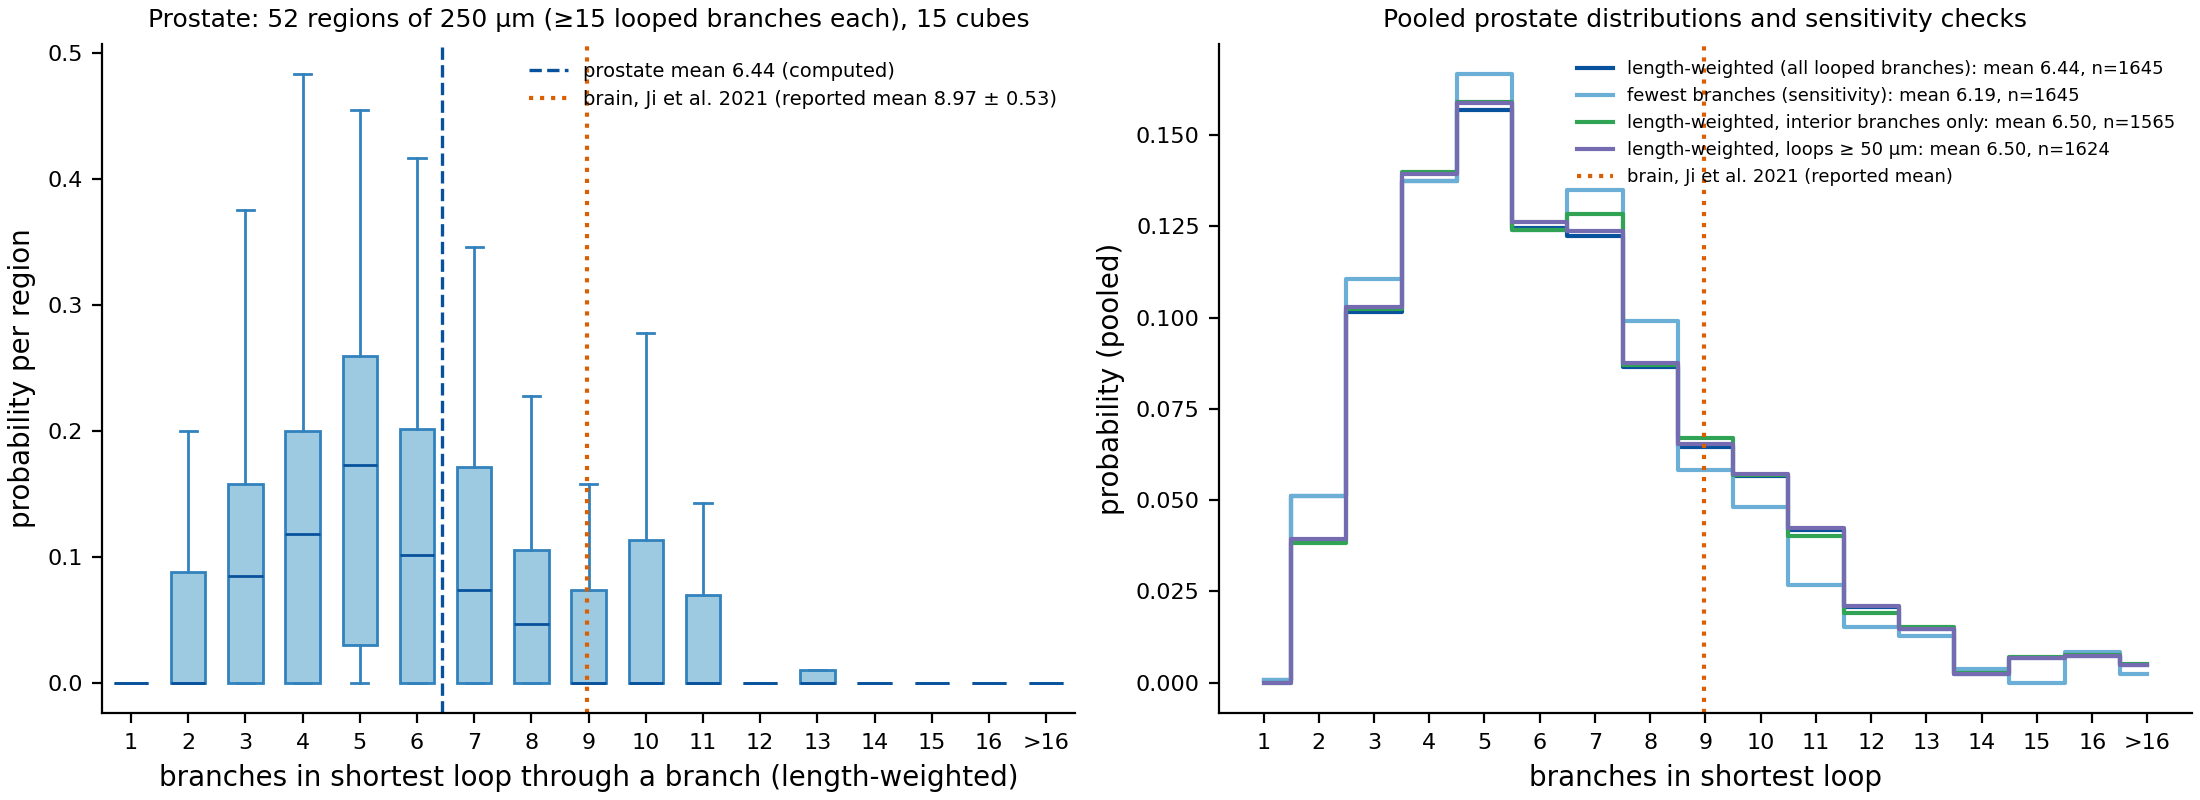 Prostate: 52 regions of 250 μm (≥15 looped branches each), 15 cubes
probability per region
0.5
0.4
0.3
0.2
0.1
0.0
prostate mean 6.44 (computed)
brain, Ji et al. 2021 (reported mean 8.97 ± 0.53)
1 2 3 4 5 6 7 8 9 10 11 12 13 14 15 16 >16
branches in shortest loop through a branch (length-weighted)
Pooled prostate distributions and sensitivity checks
probability (pooled)
0.150
0.125
0.100
0.075
0.050
0.025
0.000
length-weighted (all looped branches): mean 6.44, n=1645
fewest branches (sensitivity): mean 6.19, n=1645
length-weighted, interior branches only: mean 6.50, n=1565
length-weighted, loops ≥ 50 μm: mean 6.50, n=1624
brain, Ji et al. 2021 (reported mean)
1 2 3 4 5 6 7 8 9 10 11 12 13 14 15 16 >16
branches in shortest loop